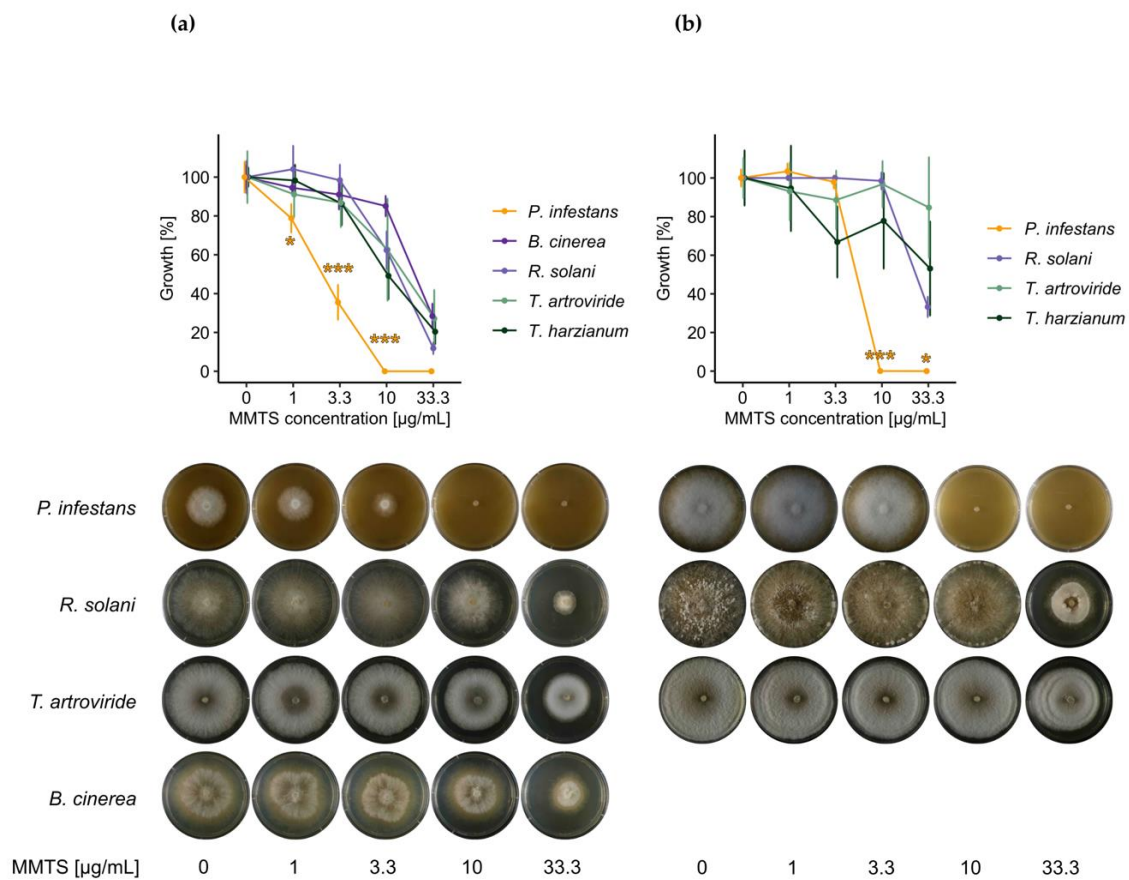 (a)
(b)
Growth [%]
100
80
60
40
20
0
0 1 3.3 10 33.3
MMTS concentration [µg/mL]
*
***
***
P. infestans
B. cinerea
R. solani
T. artroviride
T. harzianum
Growth [%]
100
80
60
40
20
0
0 1 3.3 10 33.3
MMTS concentration [µg/mL]
***
*
P. infestans
R. solani
T. artroviride
T. harzianum
P. infestans
R. solani
T. artroviride
B. cinerea
MMTS [µg/mL] 0 1 3.3 10 33.3 0 1 3.3 10 33.3